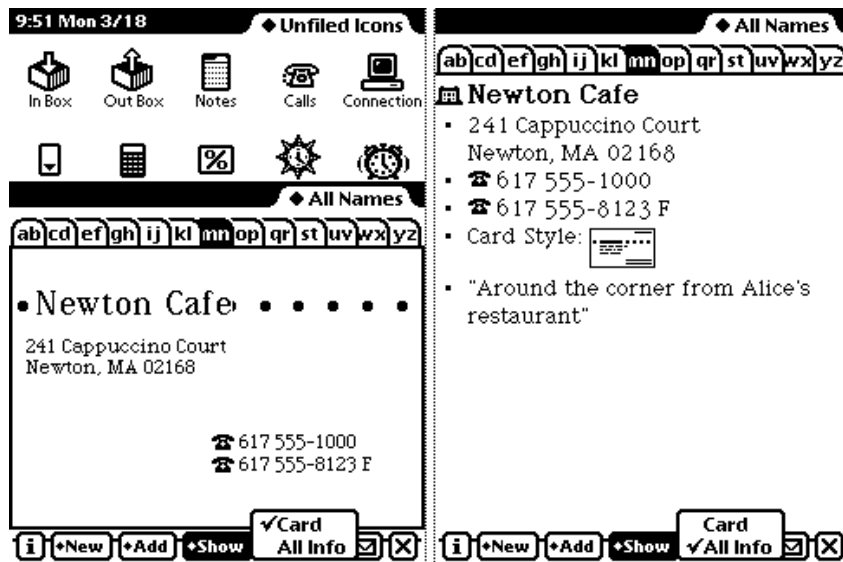 9:51 Mon 3/18
◆Unfiled Icons
In Box Out Box Notes Calls Connection
◆All Names
ab cd ef gh ij kl mn op qr st uv wx yz
Newton Cafe
241 Cappuccino Court
Newton, MA 02168
617 555-1000
617 555-8123 F
✓Card
All Info
i ◆New ◆Add ◆Show X
◆All Names
ab cd ef gh ij kl mn op qr st uv wx yz
Newton Cafe
• 241 Cappuccino Court
Newton, MA 02168
• 617 555-1000
• 617 555-8123 F
• Card Style:
• "Around the corner from Alice's
restaurant"
Card
✓All Info
i ◆New ◆Add ◆Show X